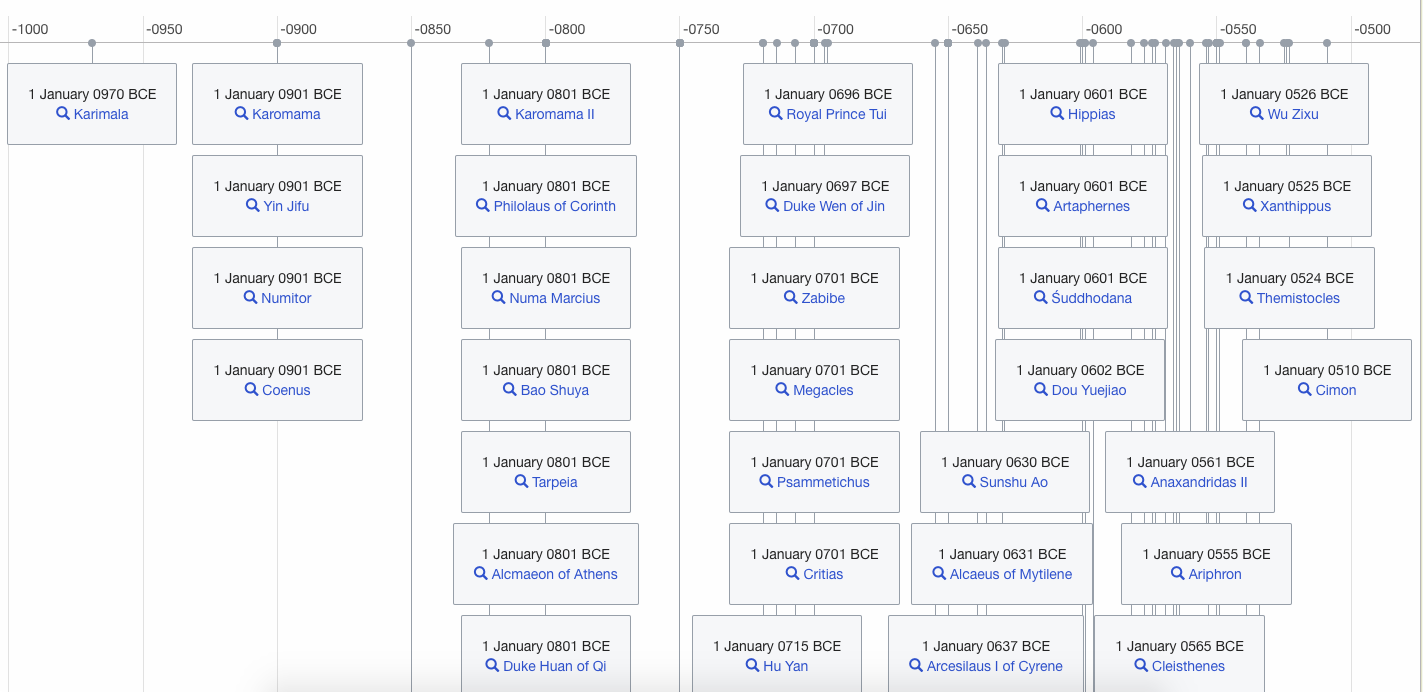 -1000 -0950 -0900 -0850 -0800 -0750 -0700 -0650 -0600 -0550 -0500
1 January 0970 BCE
Karimala
1 January 0901 BCE
Karomama
1 January 0801 BCE
Karomama II
1 January 0696 BCE
Royal Prince Tui
1 January 0601 BCE
Hippias
1 January 0526 BCE
Wu Zixu
1 January 0901 BCE
Yin Jifu
1 January 0801 BCE
Philolaus of Corinth
1 January 0697 BCE
Duke Wen of Jin
1 January 0601 BCE
Artaphernes
1 January 0525 BCE
Xanthippus
1 January 0901 BCE
Numitor
1 January 0801 BCE
Numa Marcius
1 January 0701 BCE
Zabibe
1 January 0601 BCE
Śuddhodana
1 January 0524 BCE
Themistocles
1 January 0901 BCE
Coenus
1 January 0801 BCE
Bao Shuya
1 January 0701 BCE
Megacles
1 January 0602 BCE
Dou Yuejiao
1 January 0510 BCE
Cimon
1 January 0801 BCE
Tarpeia
1 January 0701 BCE
Psammetichus
1 January 0630 BCE
Sunshu Ao
1 January 0561 BCE
Anaxandridas II
1 January 0801 BCE
Alcmaeon of Athens
1 January 0701 BCE
Critias
1 January 0631 BCE
Alcaeus of Mytilene
1 January 0555 BCE
Ariphron
1 January 0801 BCE
Duke Huan of Qi
1 January 0715 BCE
Hu Yan
1 January 0637 BCE
Arcesilaus I of Cyrene
1 January 0565 BCE
Cleisthenes